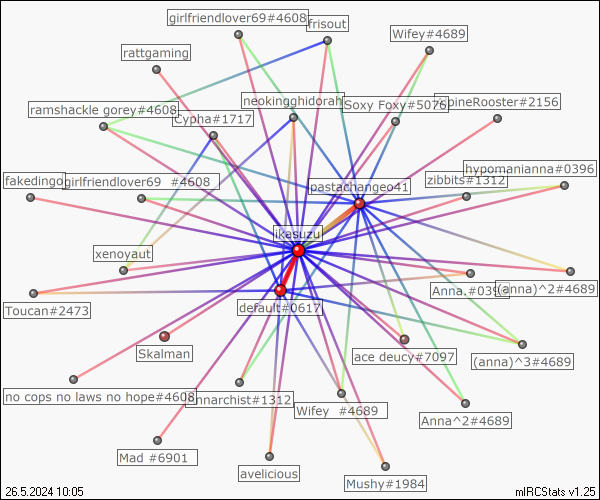 girlfriendlover69#4608
frisout
Wifey#4689
rattgaming
neokingghidorah
Soxy Foxy#5076
SpineRooster#2156
ramshackle gorey#4608
Cypha#1717
hypomanianna#0396
fakedingo
girlfriendlover69 #4608
pastachangeo41
zibbits#1312
ikasuzu
xenoyaut
Toucan#2473
default#0617
Anna.#039
(anna)^2#4689
Skalman
ace deucy#7097
(anna)^3#4689
no cops no laws no hope#4608
annarchist#1312
Wifey #4689
Anna^2#4689
Mad #6901
avelicious
Mushy#1984
26.5.2024 10:05
mIRCStats v1.25